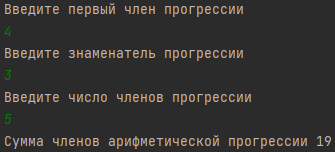 Введите первый член прогрессии
4
Введите знаменатель прогрессии
3
Введите число членов прогрессии
5
Сумма членов арифметической прогрессии 19